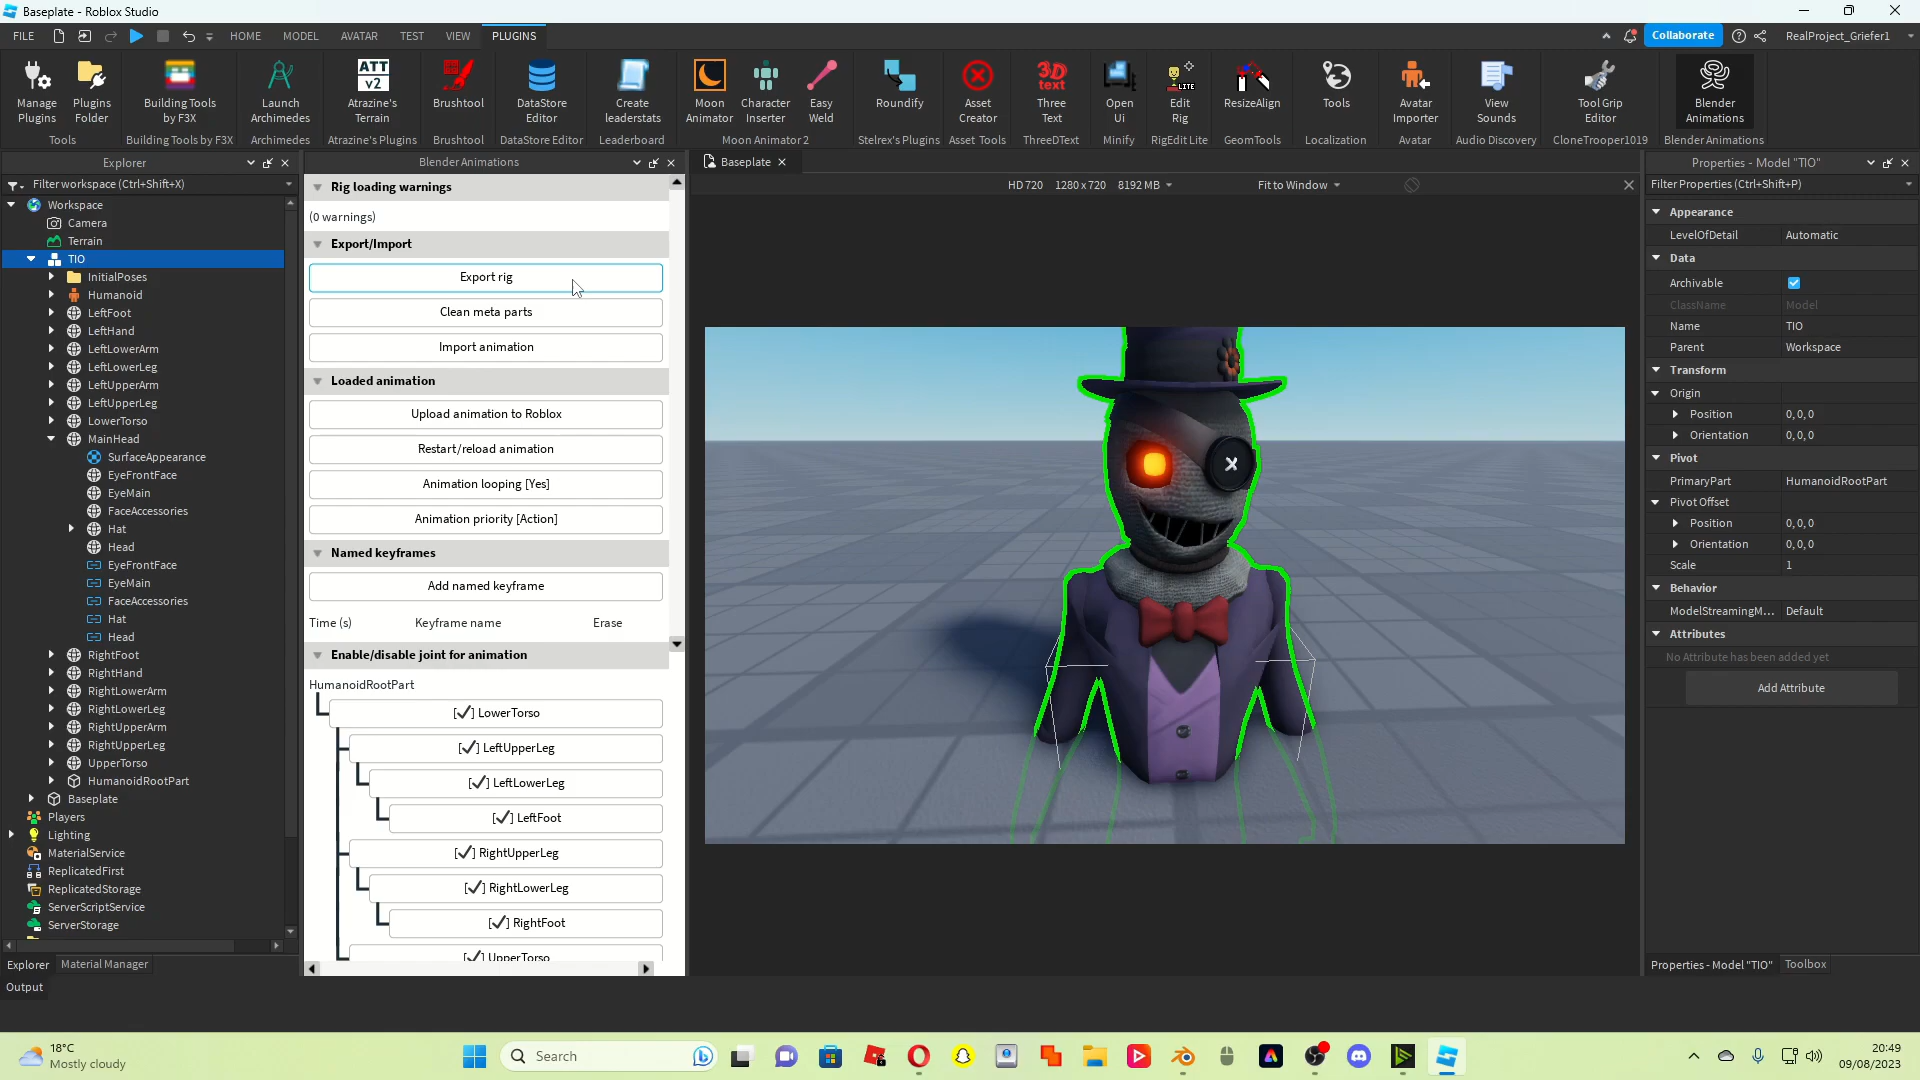 Baseplate - Roblox Studio
FILE HOME MODEL AVATAR TEST VIEW PLUGINS Collaborate RealProject_Griefer1
Manage Plugins
Plugins Folder
Tools
Building Tools by F3X
Building Tools by F3X
Launch Archimedes
Archimedes
ATT v2
Atrazine's Terrain
Atrazine's Plugins
Brushtool
Brushtool
DataStore Editor
DataStore Editor
Create leaderstats
Leaderboard
Moon Animator
Character Inserter
Easy Weld
Moon Animator 2
Roundify
Stelrex's Plugins
Asset Creator
Asset Tools
3D text
Three Text
ThreeDText
Open Ui
Minify
LITE
Edit Rig
RigEdit Lite
ResizeAlign
GeomTools
Tools
Localization
Avatar Importer
Avatar
View Sounds
Audio Discovery
Tool Grip Editor
CloneTrooper1019
Blender Animations
Blender Animations
Explorer
Filter workspace (Ctrl+Shift+X)
Workspace
Camera
Terrain
TIO
InitialPoses
Humanoid
LeftFoot
LeftHand
LeftLowerArm
LeftLowerLeg
LeftUpperArm
LeftUpperLeg
LowerTorso
MainHead
SurfaceAppearance
EyeFrontFace
EyeMain
FaceAccessories
Hat
Head
EyeFrontFace
EyeMain
FaceAccessories
Hat
Head
RightFoot
RightHand
RightLowerArm
RightLowerLeg
RightUpperArm
RightUpperLeg
UpperTorso
HumanoidRootPart
Baseplate
Players
Lighting
MaterialService
ReplicatedFirst
ReplicatedStorage
ServerScriptService
ServerStorage
Explorer Material Manager
Output
Blender Animations
Rig loading warnings
(0 warnings)
Export/Import
Export rig
Clean meta parts
Import animation
Loaded animation
Upload animation to Roblox
Restart/reload animation
Animation looping [Yes]
Animation priority [Action]
Named keyframes
Add named keyframe
Time (s) Keyframe name Erase
Enable/disable joint for animation
HumanoidRootPart
[✓] LowerTorso
[✓] LeftUpperLeg
[✓] LeftLowerLeg
[✓] LeftFoot
[✓] RightUpperLeg
[✓] RightLowerLeg
[✓] RightFoot
[✓] UpperTorso
Baseplate
HD 720 1280 x 720 8192 MB Fit to Window
Properties - Model "TIO"
Filter Properties (Ctrl+Shift+P)
Appearance
LevelOfDetail Automatic
Data
Archivable
ClassName Model
Name TIO
Parent Workspace
Transform
Origin
Position 0, 0, 0
Orientation 0, 0, 0
Pivot
PrimaryPart HumanoidRootPart
Pivot Offset
Position 0, 0, 0
Orientation 0, 0, 0
Scale 1
Behavior
ModelStreamingM... Default
Attributes
No Attribute has been added yet
Add Attribute
Properties - Model "TIO" Toolbox
18°C
Mostly cloudy
Search
20:49
09/08/2023